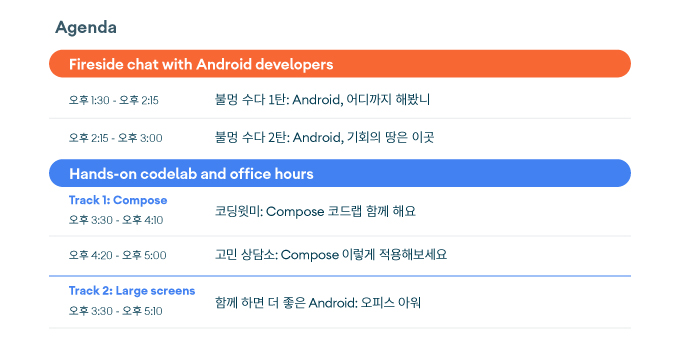 Agenda
Fireside chat with Android developers
오후 1:30 - 오후 2:15 불멍 수다 1탄: Android, 어디까지 해봤니
오후 2:15 - 오후 3:00 불멍 수다 2탄: Android, 기회의 땅은 이곳
Hands-on codelab and office hours
Track 1: Compose
오후 3:30 - 오후 4:10 코딩윗미: Compose 코드랩 함께 해요
오후 4:20 - 오후 5:00 고민 상담소: Compose 이렇게 적용해보세요
Track 2: Large screens
오후 3:30 - 오후 5:10 함께 하면 더 좋은 Android: 오피스 아워